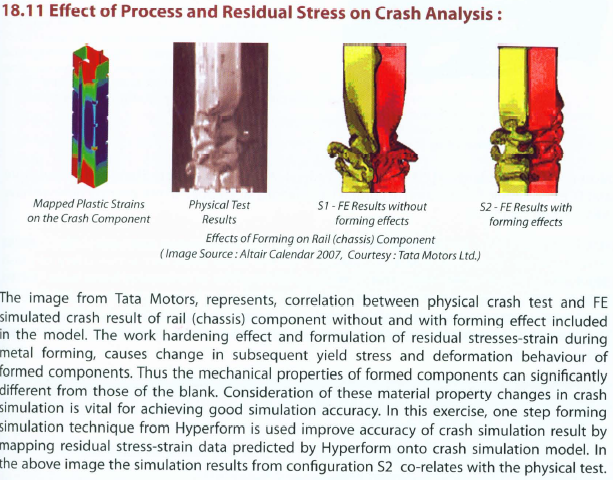 18.11 Effect of Process and Residual Stress on Crash Analysis :
Mapped Plastic Strains
on the Crash Component
Physical Test
Results
S1 - FE Results without
forming effects
S2 - FE Results with
forming effects
Effects of Forming on Rail (chassis) Component
( Image Source : Altair Calendar 2007, Courtesy : Tata Motors Ltd.)
The image from Tata Motors, represents, correlation between physical crash test and FE
simulated crash result of rail (chassis) component without and with forming effect included
in the model. The work hardening effect and formulation of residual stresses-strain during
metal forming, causes change in subsequent yield stress and deformation behaviour of
formed components. Thus the mechanical properties of formed components can significantly
different from those of the blank. Consideration of these material property changes in crash
simulation is vital for achieving good simulation accuracy. In this exercise, one step forming
simulation technique from Hyperform is used improve accuracy of crash simulation result by
mapping residual stress-strain data predicted by Hyperform onto crash simulation model. In
the above image the simulation results from configuration S2 co-relates with the physical test.